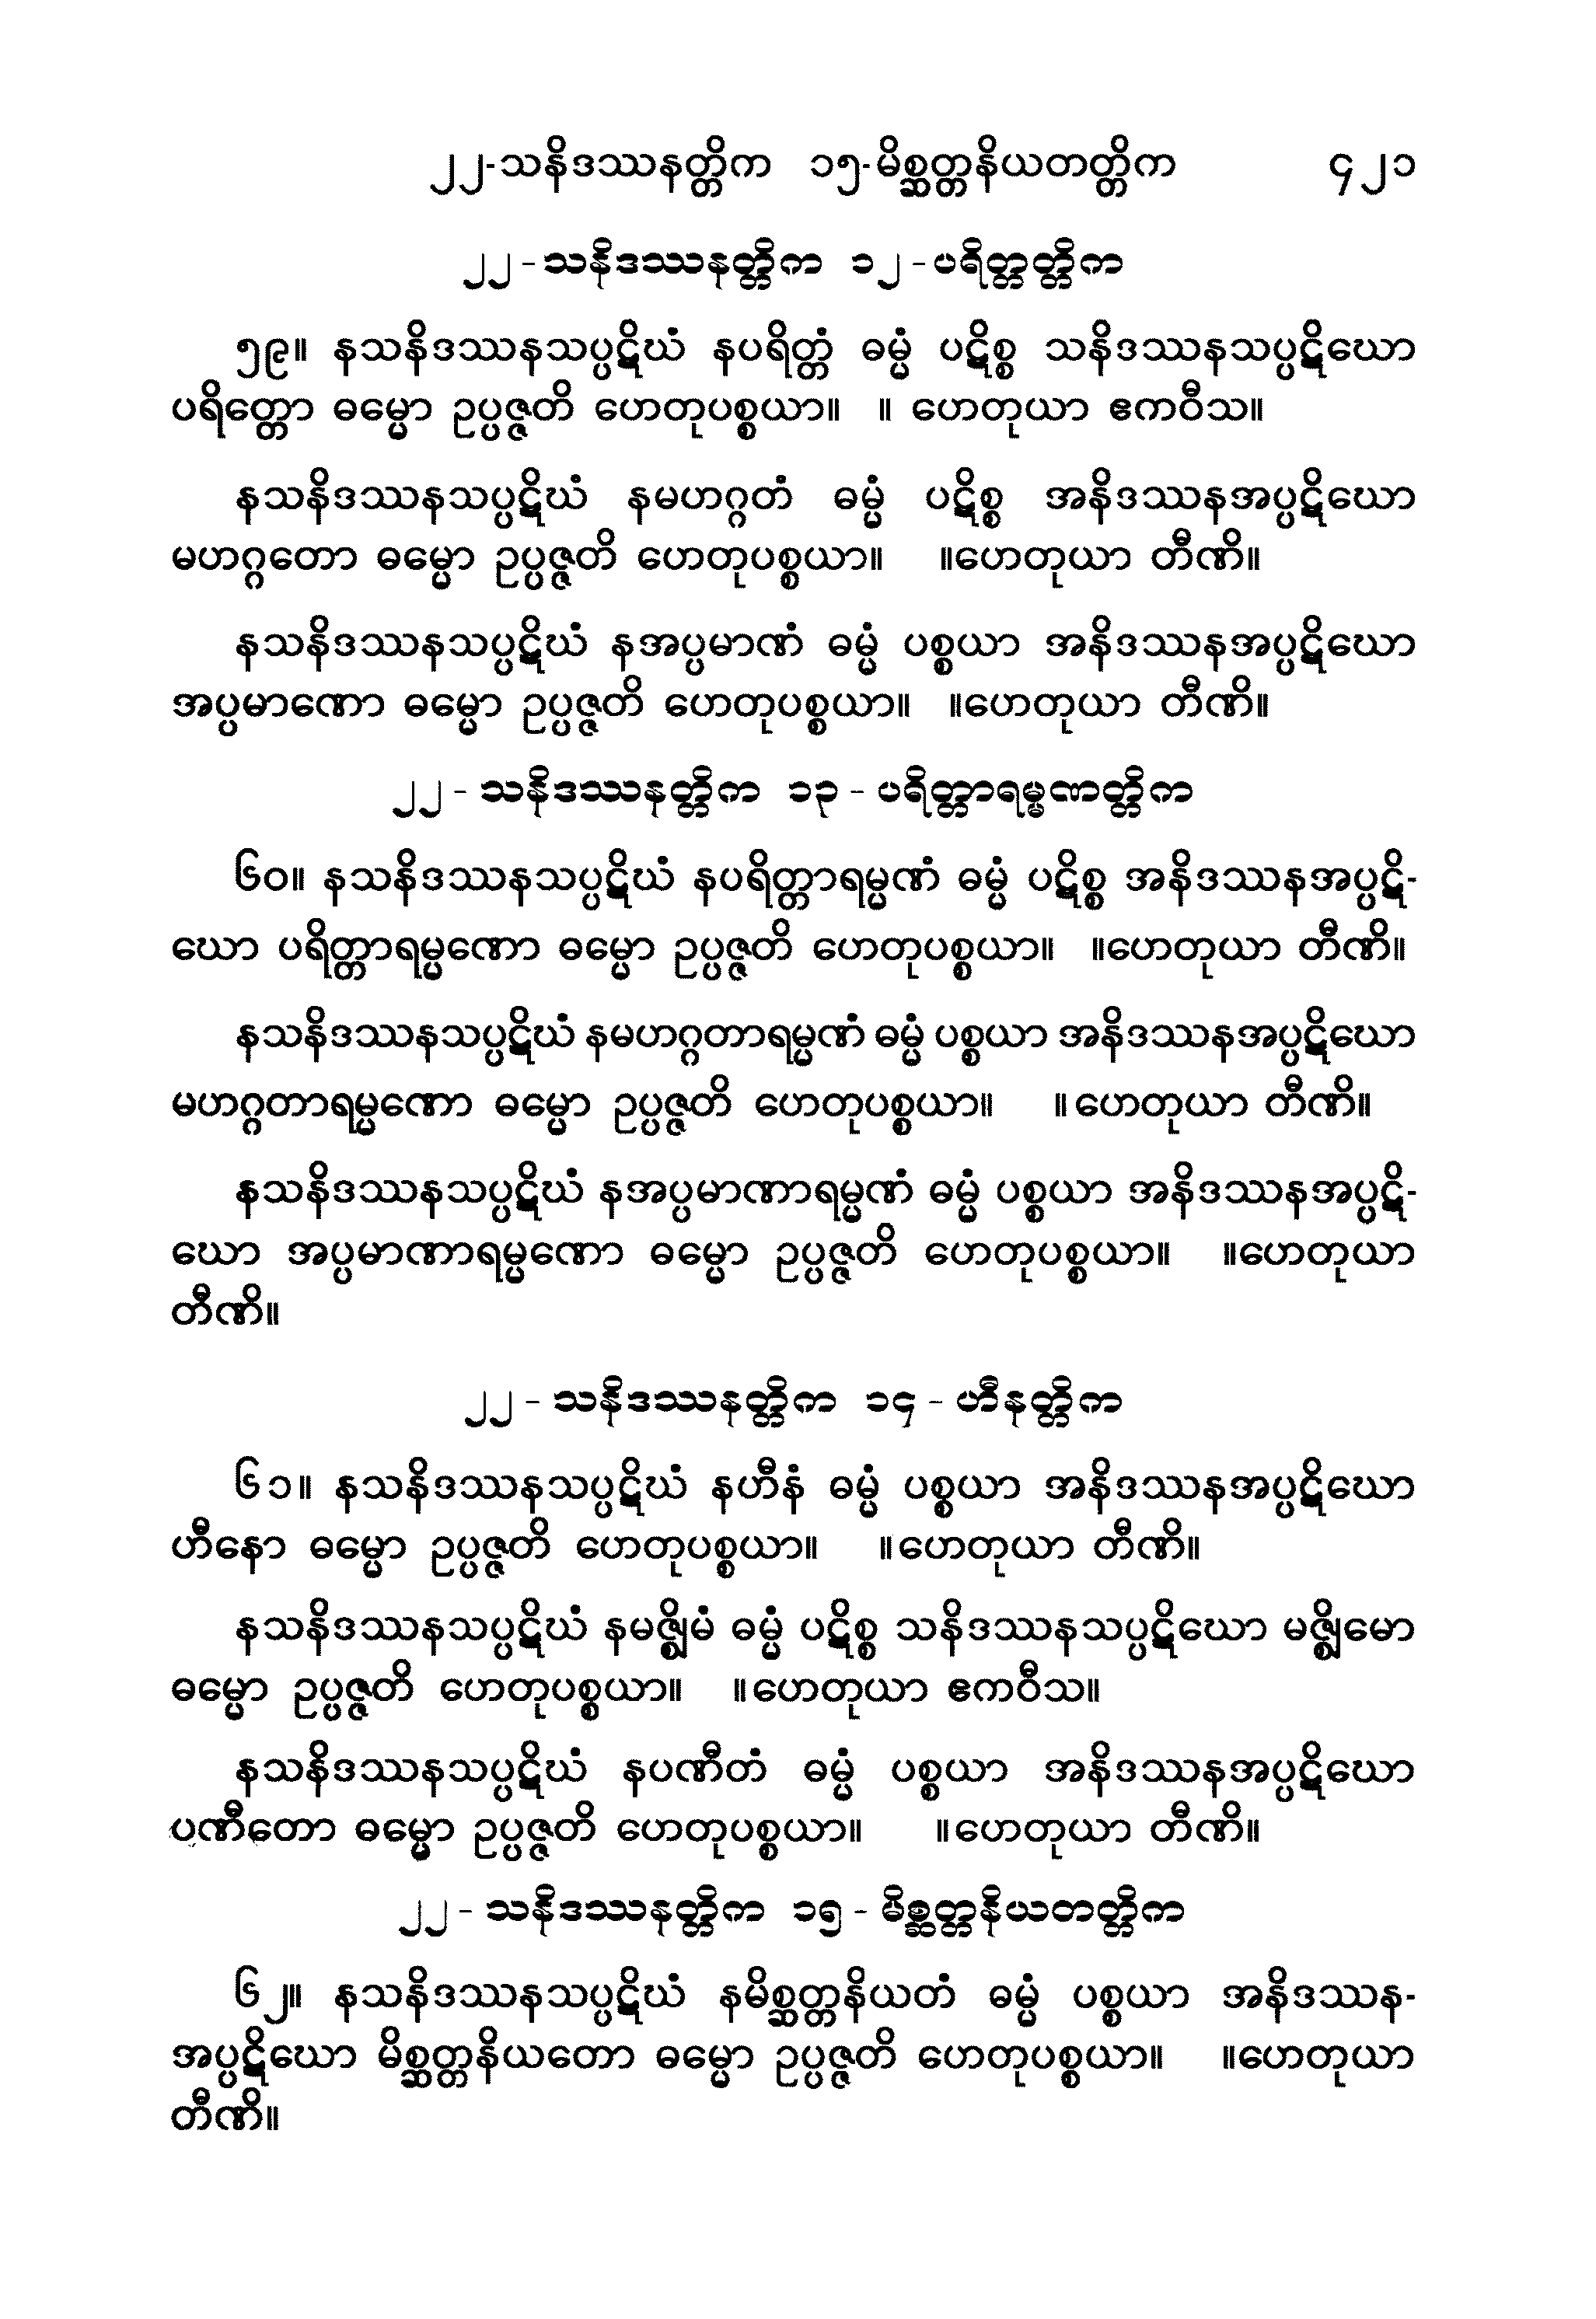 ၂၂-သနိဒဿနတ္တိက ၁၅-မိစ္ဆတ္တနိယတတ္တိက ၄၂၁
၂၂ - သနိဒဿနတ္တိက ၁၂ - ပရိတ္တတ္တိက
၅၉။ နသနိဒဿနသပ္ပဋိဃံ နပရိတ္တံ ဓမ္မံ ပဋိစ္စ သနိဒဿနသပ္ပဋိဃော
ပရိတ္တော ဓမ္မော ဥပ္ပဇ္ဇတိ ဟေတုပစ္စယာ။ ။ ဟေတုယာ ဧကဝီသ။
နသနိဒဿနသပ္ပဋိဃံ နမဟဂ္ဂတံ ဓမ္မံ ပဋိစ္စ အနိဒဿနအပ္ပဋိဃော
မဟဂ္ဂတော ဓမ္မော ဥပ္ပဇ္ဇတိ ဟေတုပစ္စယာ။ ။ဟေတုယာ တီဏိ။
နသနိဒဿနသပ္ပဋိဃံ နအပ္ပမာဏံ ဓမ္မံ ပစ္စယာ အနိဒဿနအပ္ပဋိဃော
အပ္ပမာဏော ဓမ္မော ဥပ္ပဇ္ဇတိ ဟေတုပစ္စယာ။ ။ဟေတုယာ တီဏိ။
၂၂ - သနိဒဿနတ္တိက ၁၃ - ပရိတ္တာရမ္မဏတ္တိက
၆၀။ နသနိဒဿနသပ္ပဋိဃံ နပရိတ္တာရမ္မဏံ ဓမ္မံ ပဋိစ္စ အနိဒဿနအပ္ပဋိ-
ဃော ပရိတ္တာရမ္မဏော ဓမ္မော ဥပ္ပဇ္ဇတိ ဟေတုပစ္စယာ။ ။ဟေတုယာ တီဏိ။
နသနိဒဿနသပ္ပဋိဃံ နမဟဂ္ဂတာရမ္မဏံ ဓမ္မံ ပစ္စယာ အနိဒဿနအပ္ပဋိဃော
မဟဂ္ဂတာရမ္မဏော ဓမ္မော ဥပ္ပဇ္ဇတိ ဟေတုပစ္စယာ။ ။ဟေတုယာ တီဏိ။
နသနိဒဿနသပ္ပဋိဃံ နအပ္ပမာဏာရမ္မဏံ ဓမ္မံ ပစ္စယာ အနိဒဿနအပ္ပဋိ-
ဃော အပ္ပမာဏာရမ္မဏော ဓမ္မော ဥပ္ပဇ္ဇတိ ဟေတုပစ္စယာ။ ။ဟေတုယာ
တီဏိ။
၂၂ - သနိဒဿနတ္တိက ၁၄ - ဟီနတ္တိက
၆၁။ နသနိဒဿနသပ္ပဋိဃံ နဟီနံ ဓမ္မံ ပစ္စယာ အနိဒဿနအပ္ပဋိဃော
ဟီနော ဓမ္မော ဥပ္ပဇ္ဇတိ ဟေတုပစ္စယာ။ ။ဟေတုယာ တီဏိ။
နသနိဒဿနသပ္ပဋိဃံ နမဇ္ဈိမံ ဓမ္မံ ပဋိစ္စ သနိဒဿနသပ္ပဋိဃော မဇ္ဈိမော
ဓမ္မော ဥပ္ပဇ္ဇတိ ဟေတုပစ္စယာ။ ။ဟေတုယာ ဧကဝီသ။
နသနိဒဿနသပ္ပဋိဃံ နပဏီတံ ဓမ္မံ ပစ္စယာ အနိဒဿနအပ္ပဋိဃော
ပဏီတော ဓမ္မော ဥပ္ပဇ္ဇတိ ဟေတုပစ္စယာ။ ။ဟေတုယာ တီဏိ။
၂၂ - သနိဒဿနတ္တိက ၁၅ - မိစ္ဆတ္တနိယတတ္တိက
၆၂။ နသနိဒဿနသပ္ပဋိဃံ နမိစ္ဆတ္တနိယတံ ဓမ္မံ ပစ္စယာ အနိဒဿန-
အပ္ပဋိဃော မိစ္ဆတ္တနိယတော ဓမ္မော ဥပ္ပဇ္ဇတိ ဟေတုပစ္စယာ။ ။ဟေတုယာ
တီဏိ။